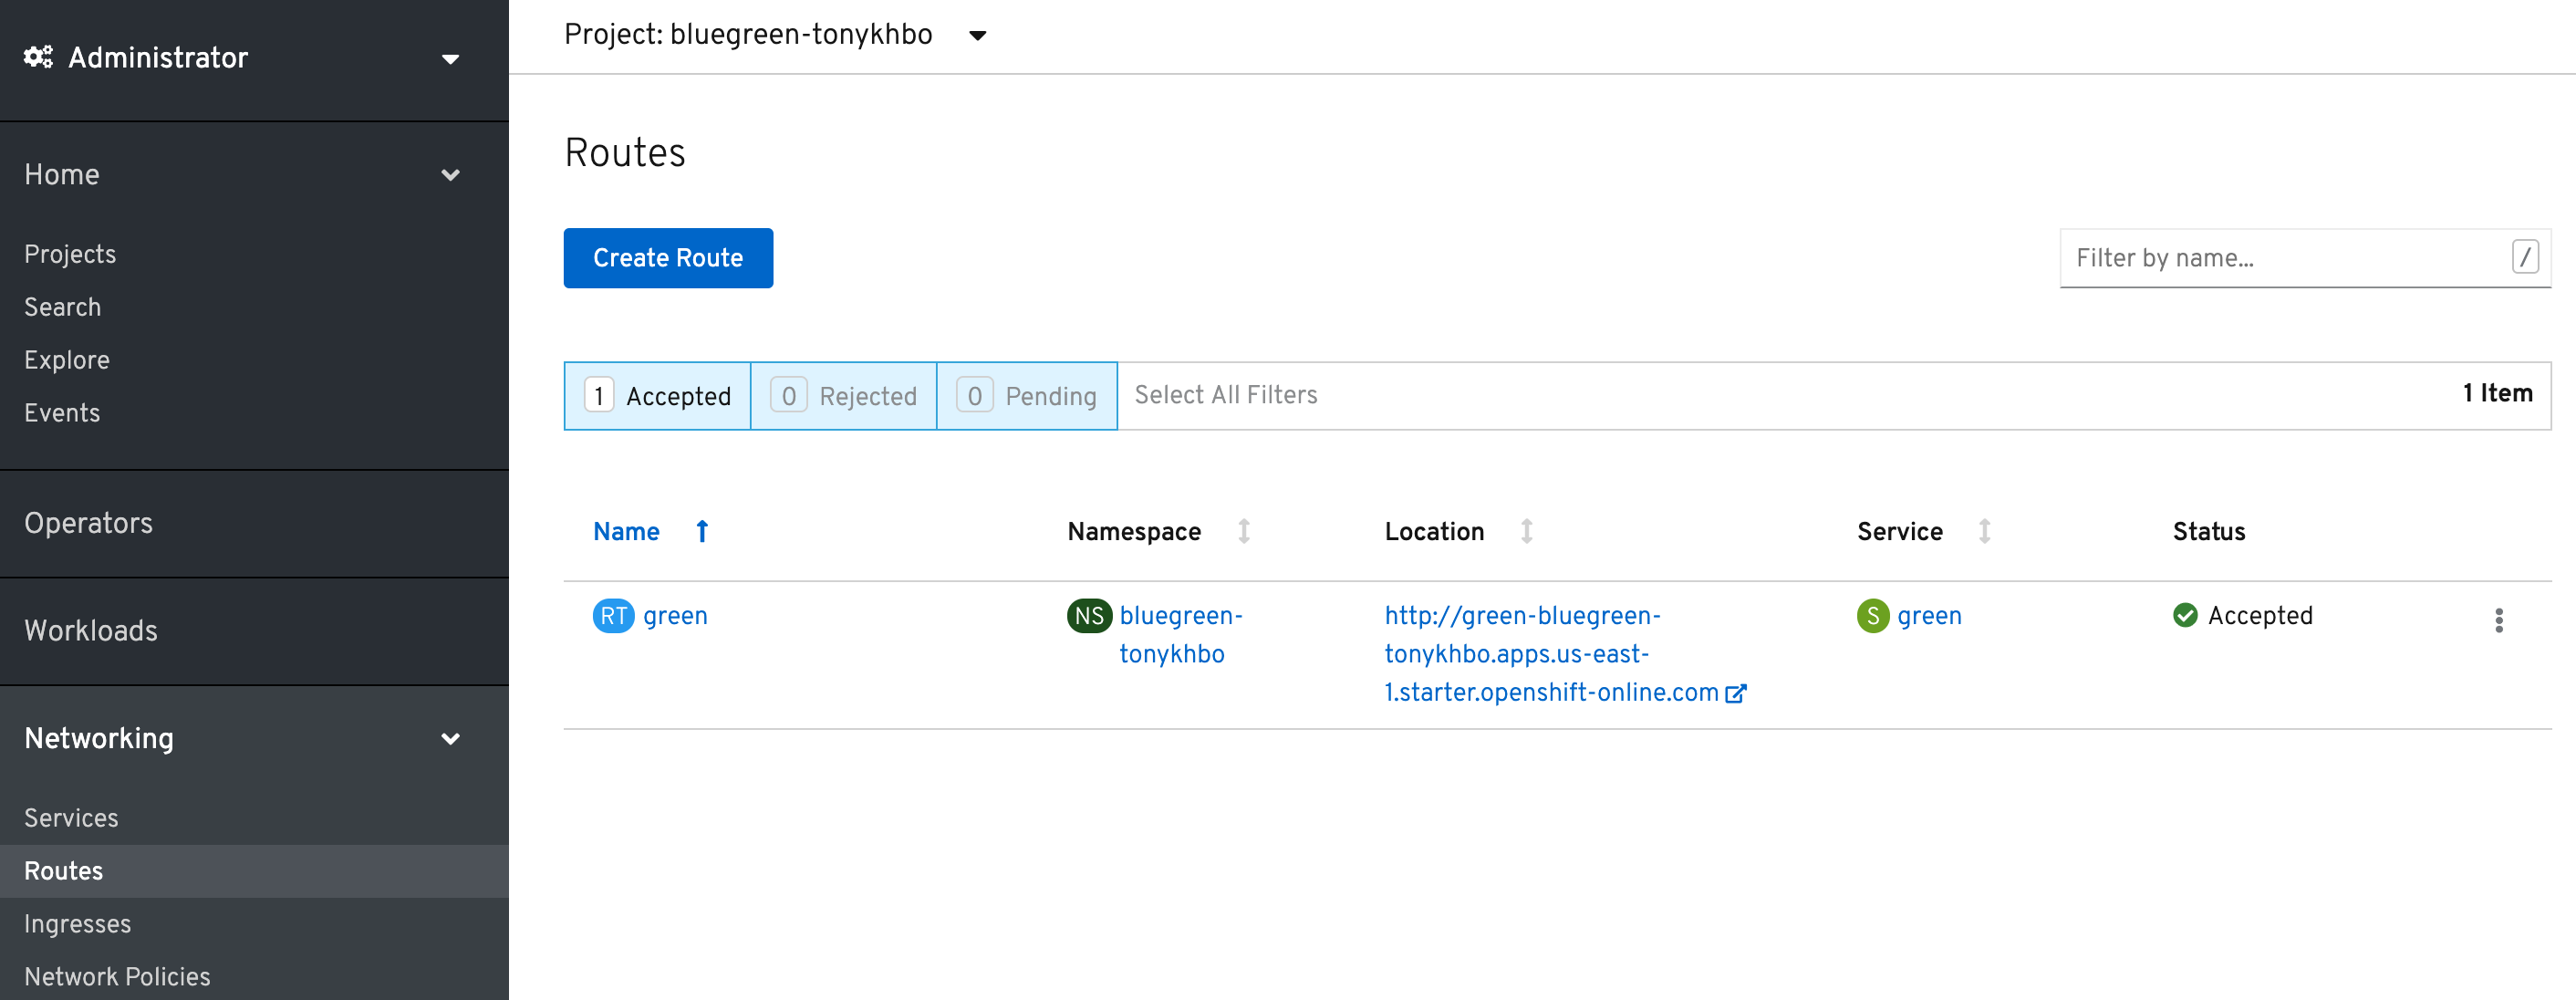 Administrator
Home
Projects
Search
Explore
Events
Operators
Workloads
Networking
Services
Routes
Ingresses
Network Policies
Project: bluegreen-tonykhbo
Routes
Create Route
Filter by name... /
1 Accepted 0 Rejected 0 Pending Select All Filters 1 Item
Name Namespace Location Service Status
RT green NS bluegreen- http://green-bluegreen- S green Accepted
tonykhbo tonykhbo.apps.us-east-
1.starter.openshift-online.com